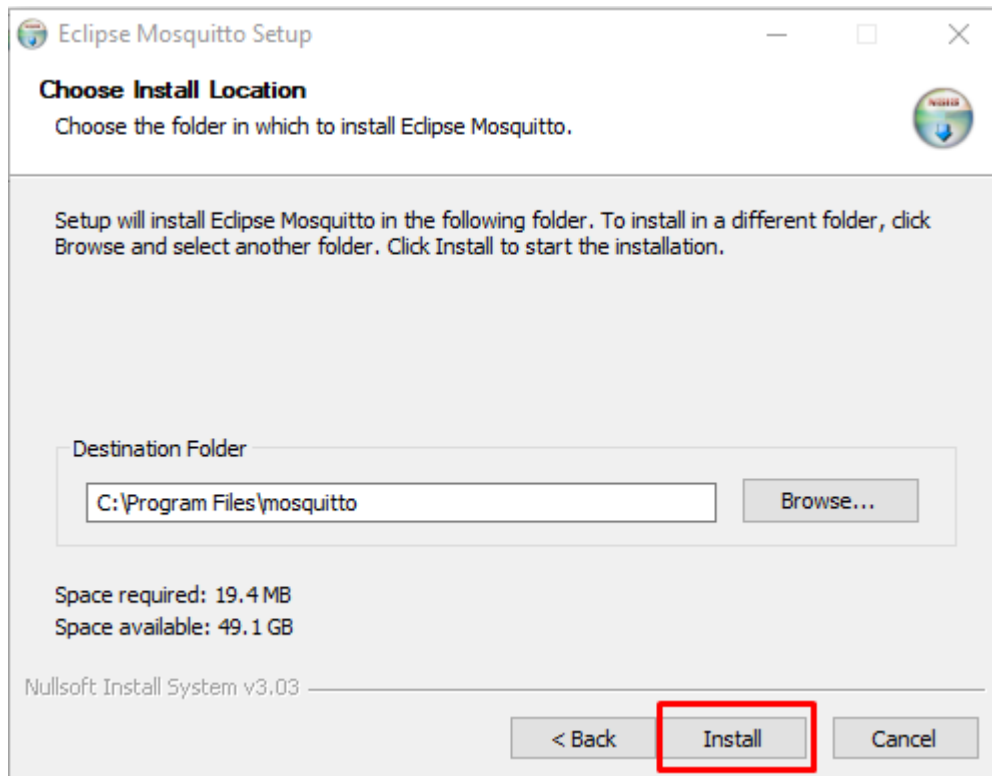 Eclipse Mosquitto Setup
Choose Install Location
Choose the folder in which to install Eclipse Mosquitto.
Setup will install Eclipse Mosquitto in the following folder. To install in a different folder, click
Browse and select another folder. Click Install to start the installation.
Destination Folder
C:\Program Files\mosquitto
Browse...
Space required: 19.4 MB
Space available: 49.1 GB
Nullsoft Install System v3.03
< Back
Install
Cancel